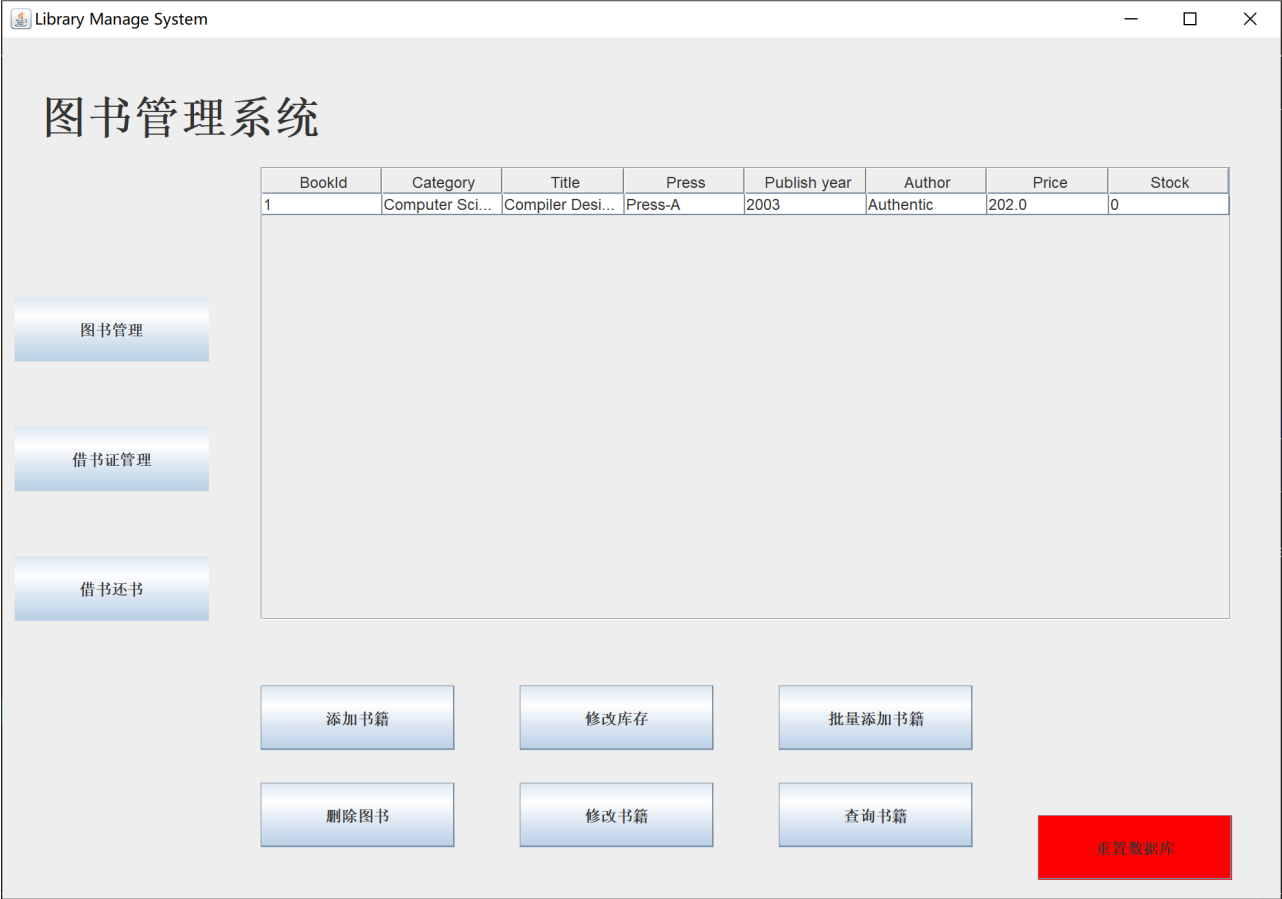 Library Manage System
图书管理系统
BookId Category Title Press Publish year Author Price Stock
1 Computer Sci... Compiler Desi... Press-A 2003 Authentic 202.0 0
图书管理
借书证管理
借书还书
添加书籍 修改库存 批量添加书籍
删除图书 修改书籍 查询书籍
重置数据库